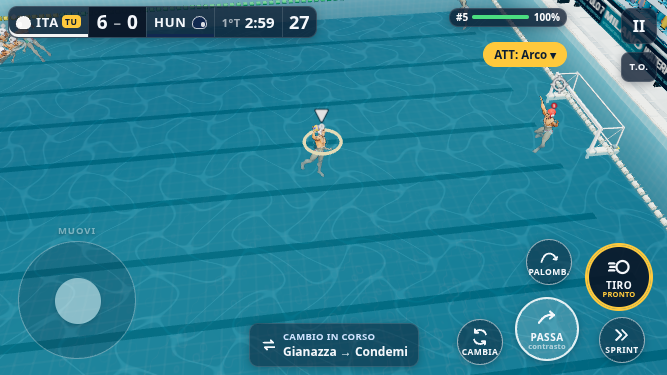 ITA TU 6 – 0 HUN 1°T 2:59 27
#5 100%
II
ATT: Arco ▾
T.O.
MUOVI
PALOMB.
TIRO
PRONTO
PASSA
contrasto
CAMBIA
SPRINT
CAMBIO IN CORSO
Gianazza → Condemi